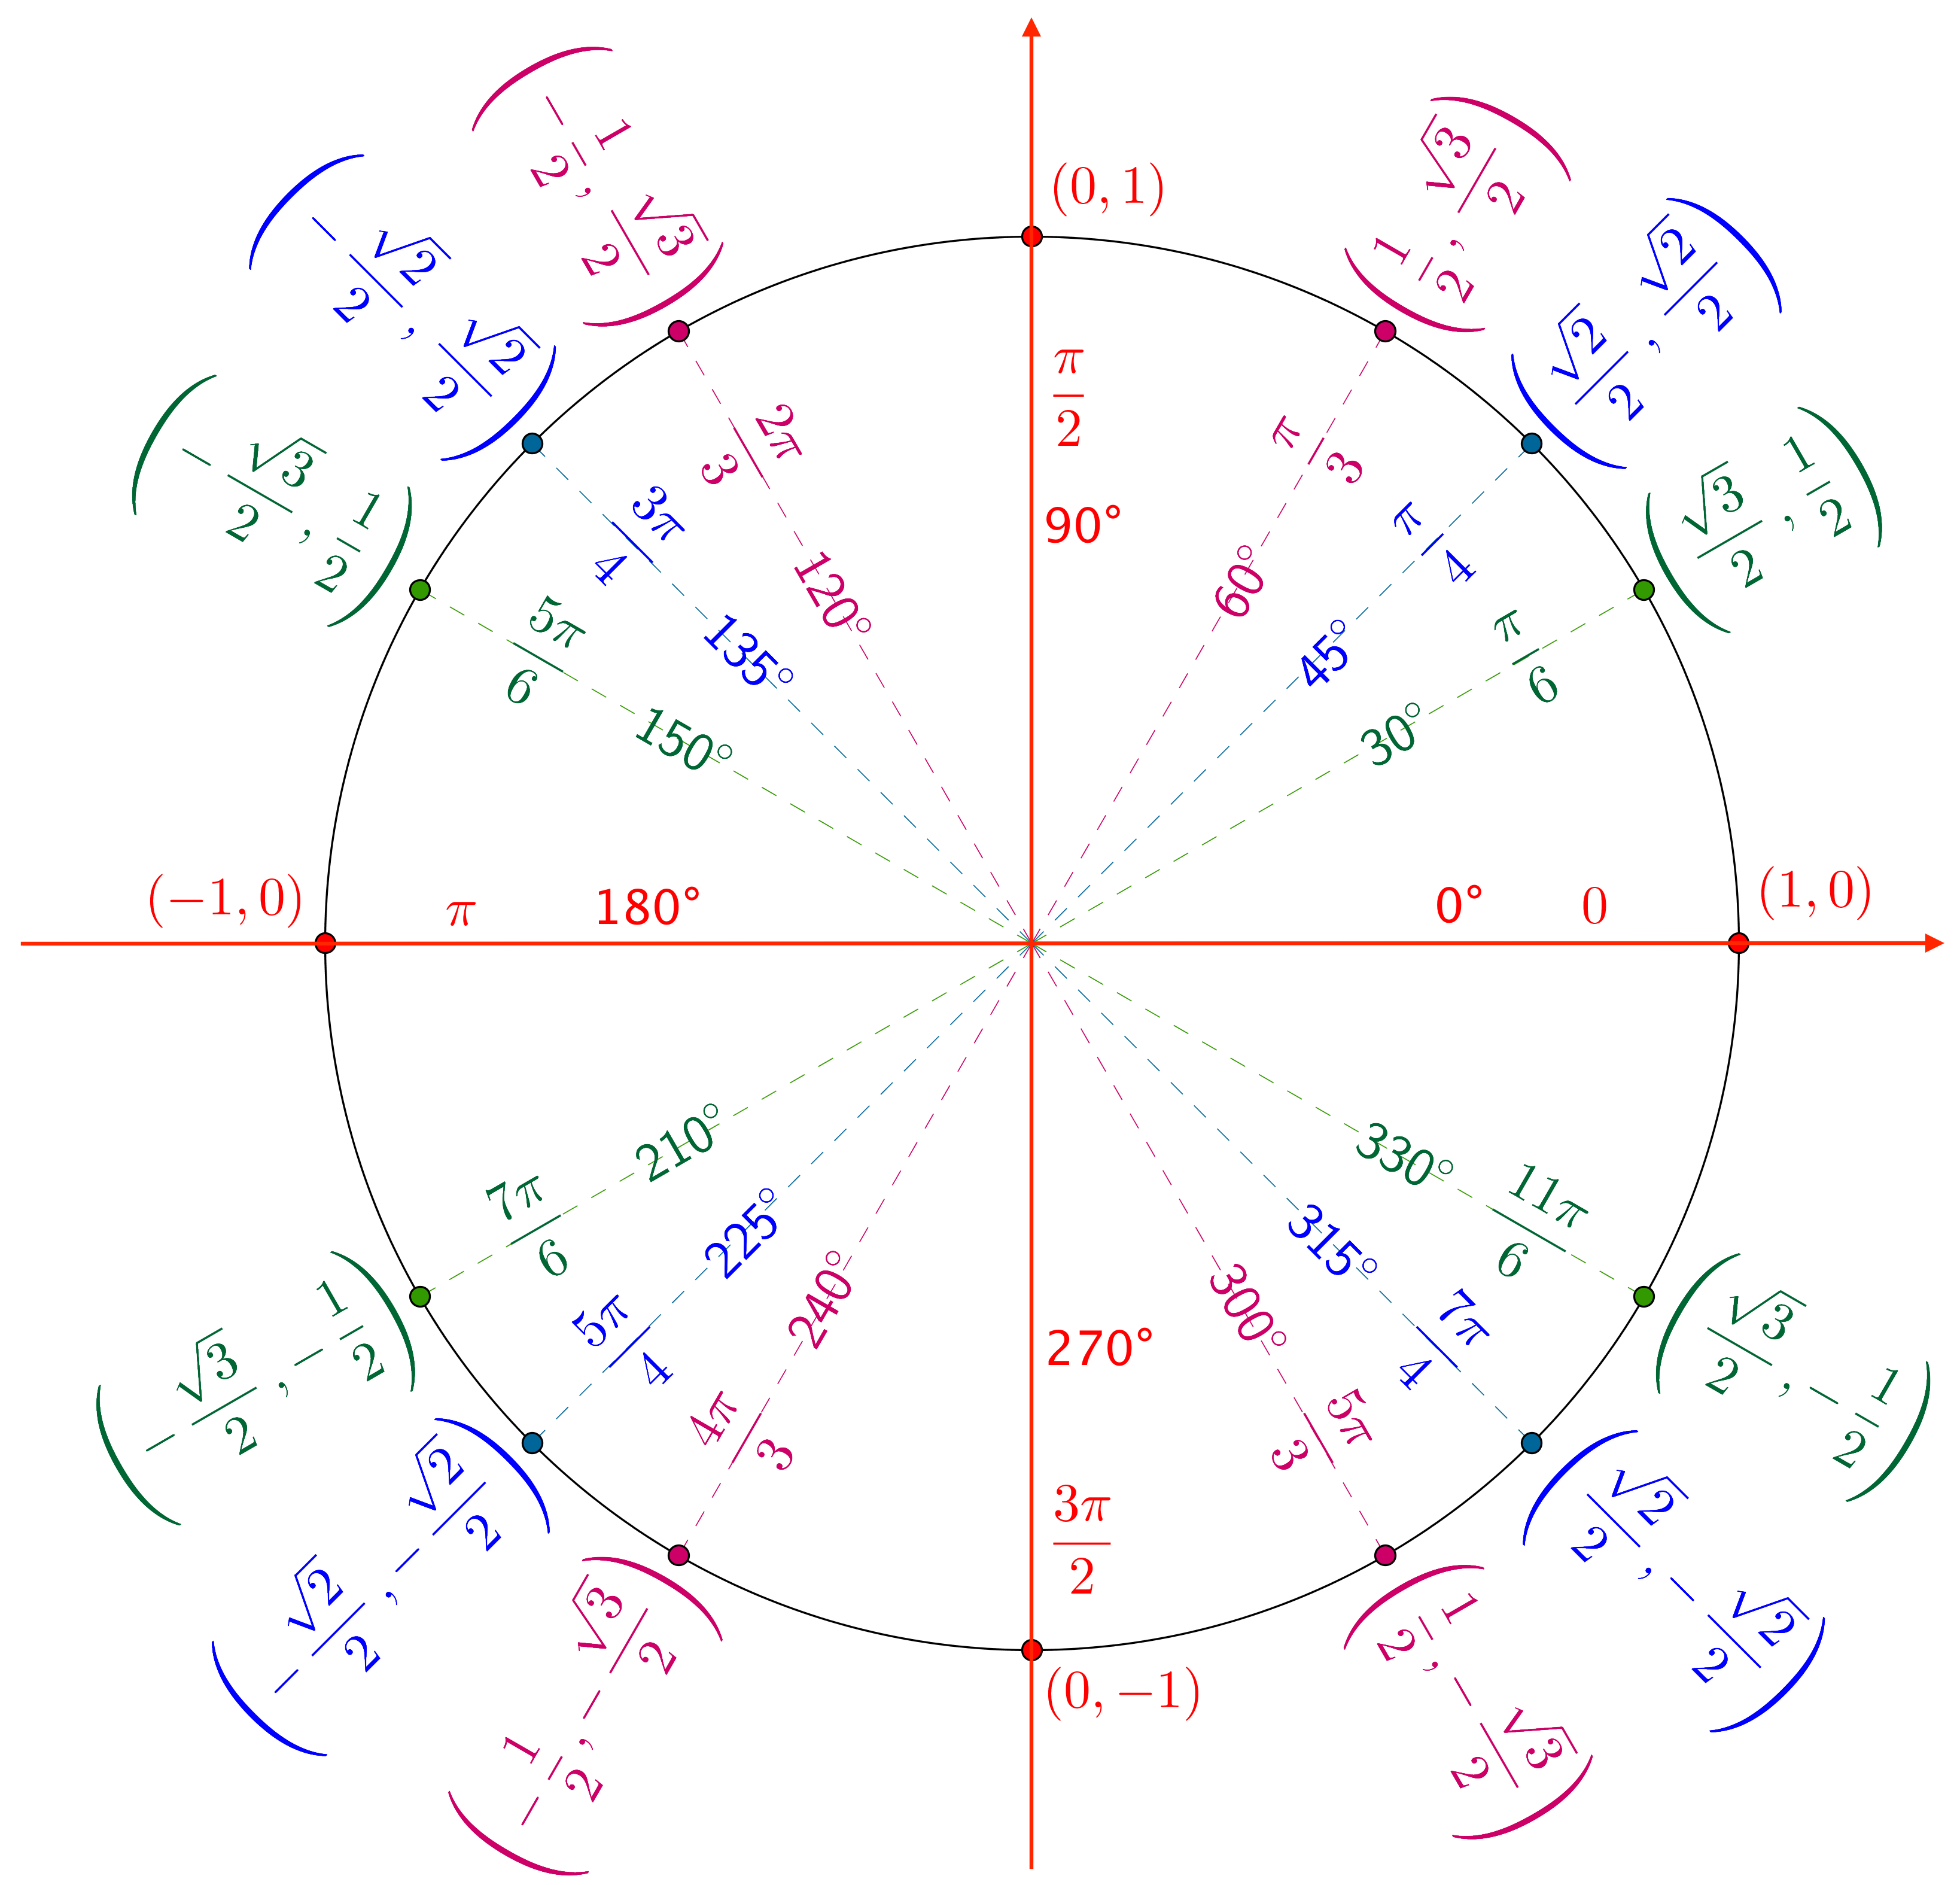 (0, 1)
π/2
90°
(1/2, √3/2)
π/3
60°
(√2/2, √2/2)
π/4
45°
(√3/2, 1/2)
π/6
30°
(1, 0)
0
0°
(−1/2, √3/2)
2π/3
120°
(−√2/2, √2/2)
3π/4
135°
(−√3/2, 1/2)
5π/6
150°
(−1, 0)
π
180°
(−√3/2, −1/2)
7π/6
210°
(−√2/2, −√2/2)
5π/4
225°
(−1/2, −√3/2)
4π/3
240°
270°
3π/2
(0, −1)
300°
5π/3
(1/2, −√3/2)
315°
7π/4
(√2/2, −√2/2)
330°
11π/6
(√3/2, −1/2)